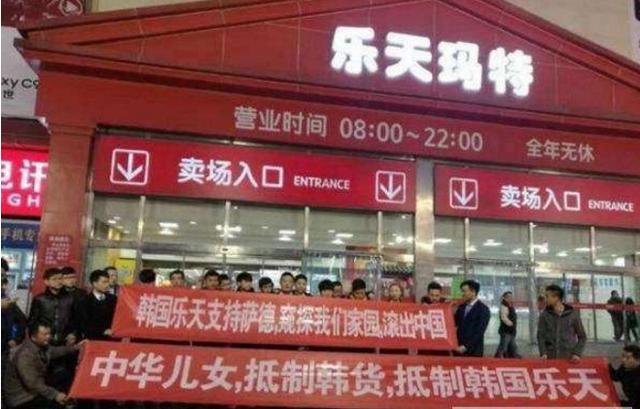 乐天玛特
营业时间 08:00~22:00 全年无休
卖场入口 ENTRANCE
卖场入口 ENTRANCE
韩国乐天支持萨德,窥探我们家园,滚出中国
中华儿女,抵制韩货,抵制韩国乐天